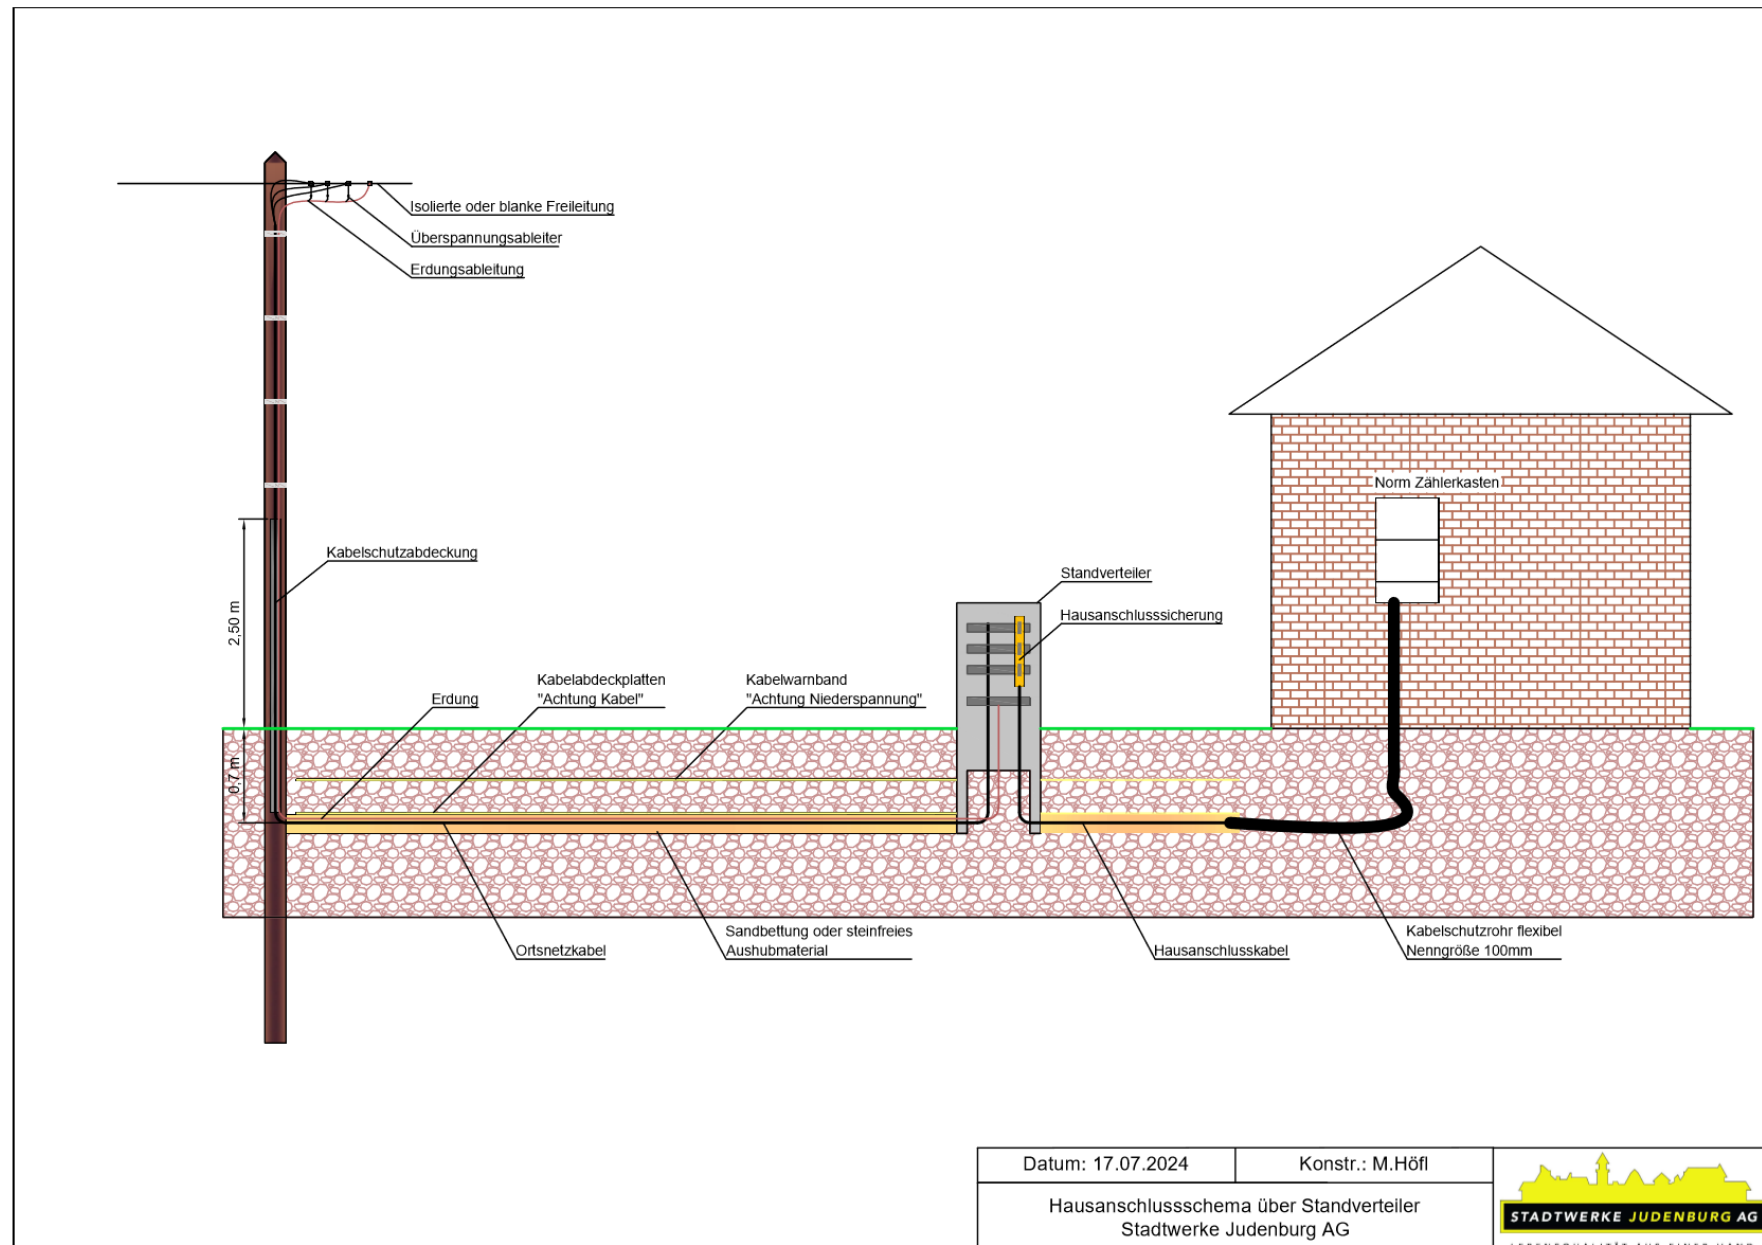 Isolierte oder blanke Freileitung
Überspannungsableiter
Erdungsableitung
Norm Zählerkasten
Kabelschutzabdeckung
2,50 m
Standverteiler
Hausanschlusssicherung
Erdung
Kabelabdeckplatten
"Achtung Kabel"
Kabelwarnband
"Achtung Niederspannung"
0,7 m
Ortsnetzkabel
Sandbettung oder steinfreies
Aushubmaterial
Hausanschlusskabel
Kabelschutzrohr flexibel
Nenngröße 100mm
Datum: 17.07.2024
Konstr.: M.Höfl
Hausanschlussschema über Standverteiler
Stadtwerke Judenburg AG
STADTWERKE JUDENBURG AG